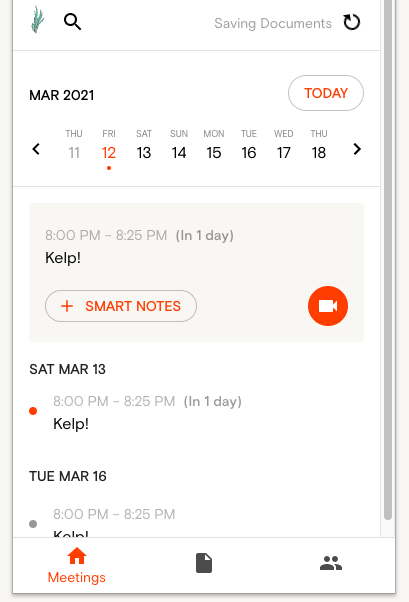 Saving Documents
MAR 2021 TODAY
THU FRI SAT SUN MON TUE WED THU
11 12 13 14 15 16 17 18
8:00 PM – 8:25 PM (In 1 day)
Kelp!
+ SMART NOTES
SAT MAR 13
8:00 PM – 8:25 PM (In 1 day)
Kelp!
TUE MAR 16
8:00 PM – 8:25 PM
Kelp!
Meetings